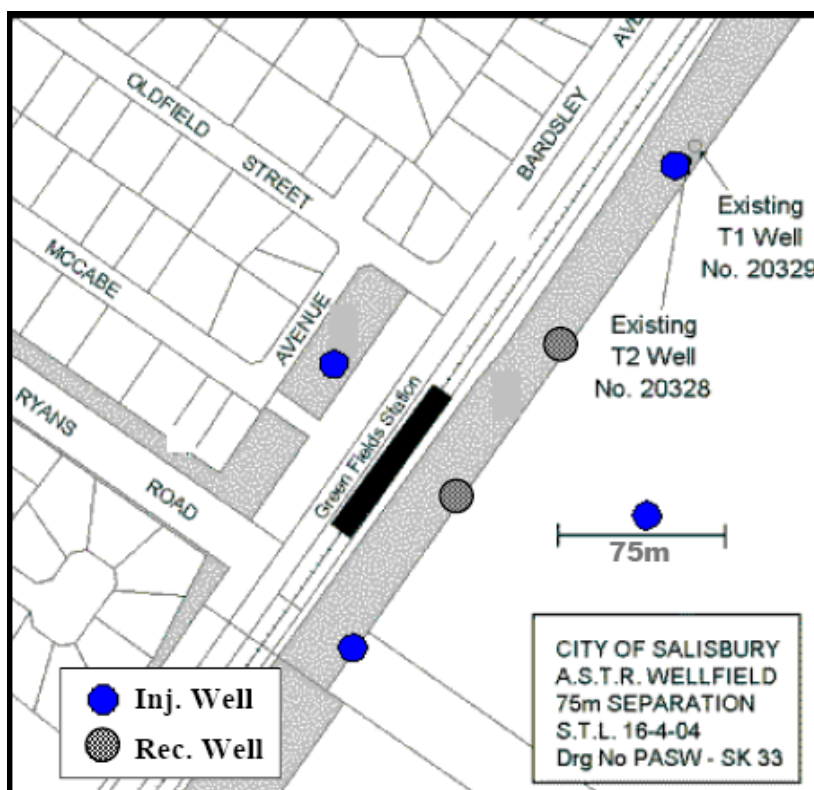 OLDFIELD
STREET
BARDSLEY
AVE
MCCABE
AVENUE
RYANS
ROAD
Green Fields Station
Existing
T1 Well
No. 20329
Existing
T2 Well
No. 20328
75m
Inj. Well
Rec. Well
CITY OF SALISBURY
A.S.T.R. WELLFIELD
75m SEPARATION
S.T.L. 16-4-04
Drg No PASW - SK 33